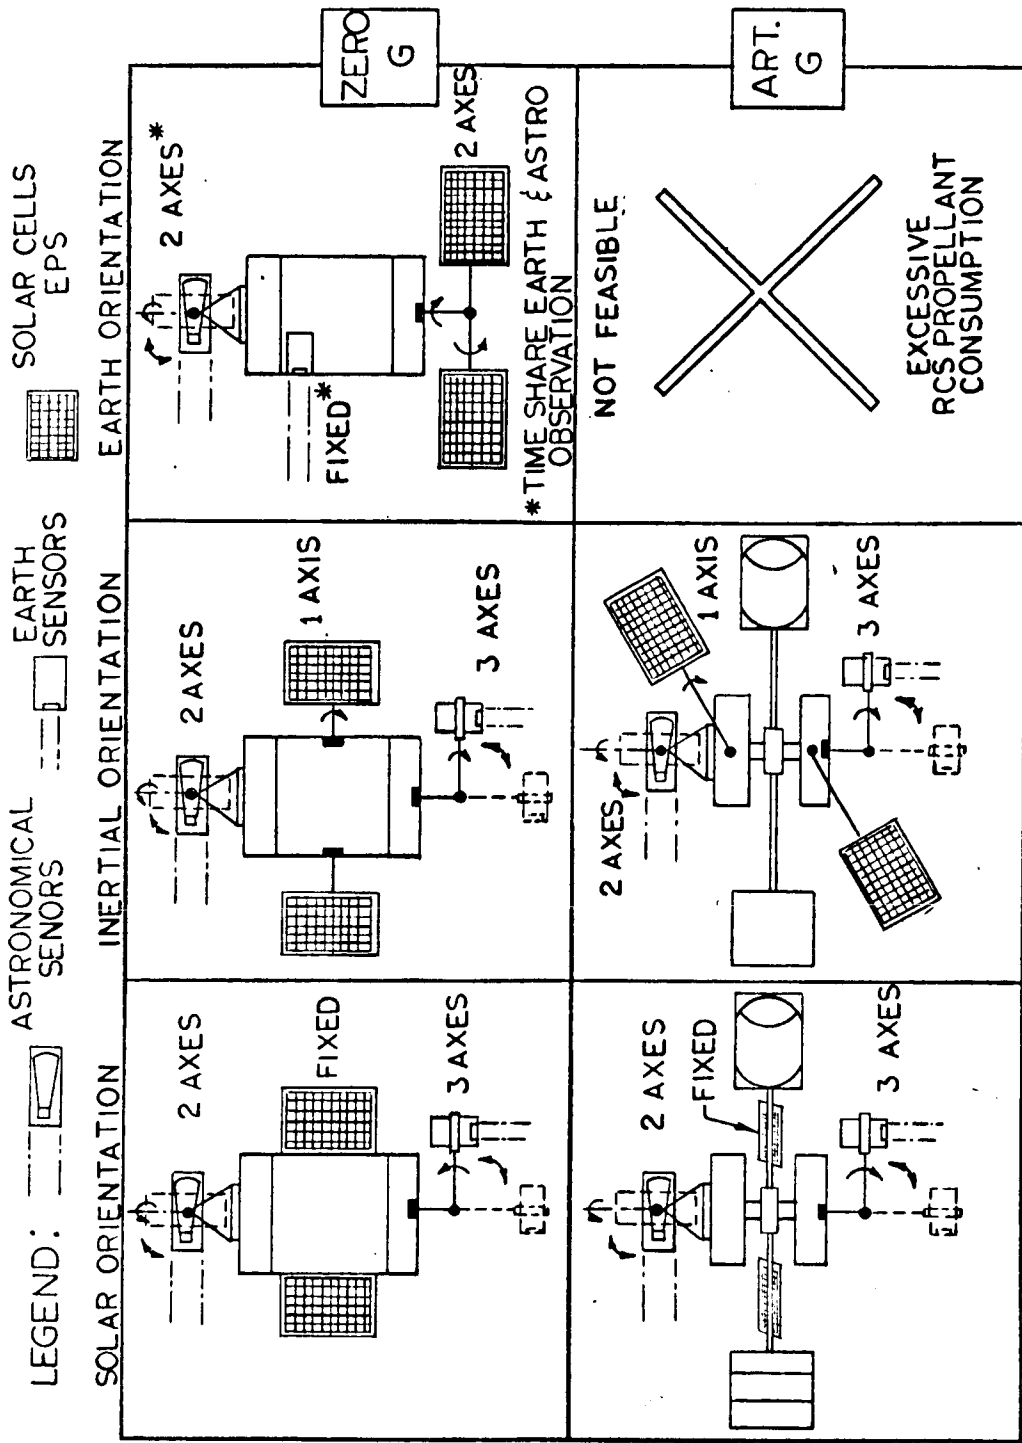 LEGEND:
ASTRONOMICAL
SENORS
EARTH
SENSORS
SOLAR CELLS
EPS
SOLAR ORIENTATION
INERTIAL ORIENTATION
EARTH ORIENTATION
2 AXES
FIXED
3 AXES
2 AXES
1 AXIS
3 AXES
2 AXES*
FIXED*
2 AXES
*TIME SHARE EARTH & ASTRO
OBSERVATION
ZERO
G
2 AXES
FIXED
3 AXES
2 AXES
1 AXIS
3 AXES
NOT FEASIBLE
EXCESSIVE
RCS PROPELLANT
CONSUMPTION
ART.
G